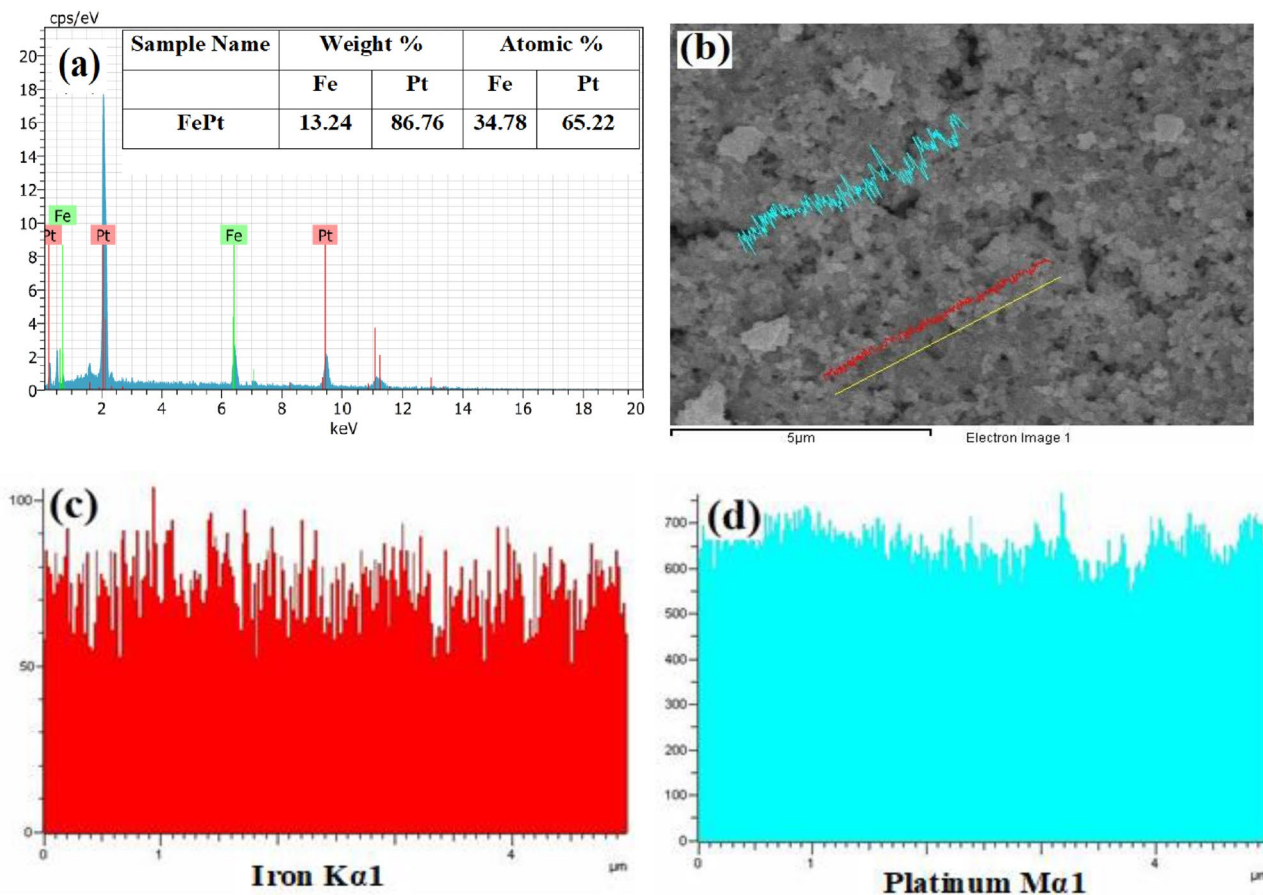 cps/eV
(a)
Sample Name Weight % Atomic %
Fe Pt Fe Pt
FePt 13.24 86.76 34.78 65.22
20
18
16
14
12
10
8
6
4
2
0
Fe
Pt Pt Fe Pt
2 4 6 8 10 12 14 16 18 20
keV
(b)
5µm Electron Image 1
(c)
100
50
0
0 1 4 µm
Iron Kα1
(d)
700
600
500
400
300
200
100
0
0 1 4
Platinum Mα1